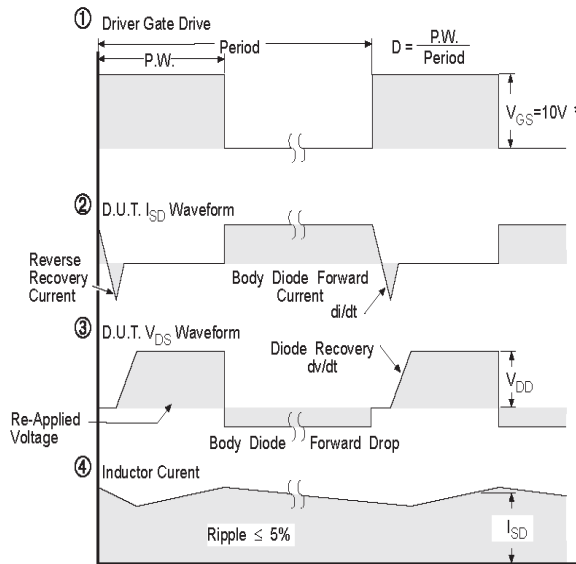 ① Driver Gate Drive
P.W.
Period
D = P.W.
Period
V_GS=10V *
② D.U.T. I_SD Waveform
Reverse
Recovery
Current
Body Diode Forward
Current
di/dt
③ D.U.T. V_DS Waveform
Diode Recovery
dv/dt
V_DD
Re-Applied
Voltage
Body Diode Forward Drop
④ Inductor Curent
Ripple ≤ 5%
I_SD